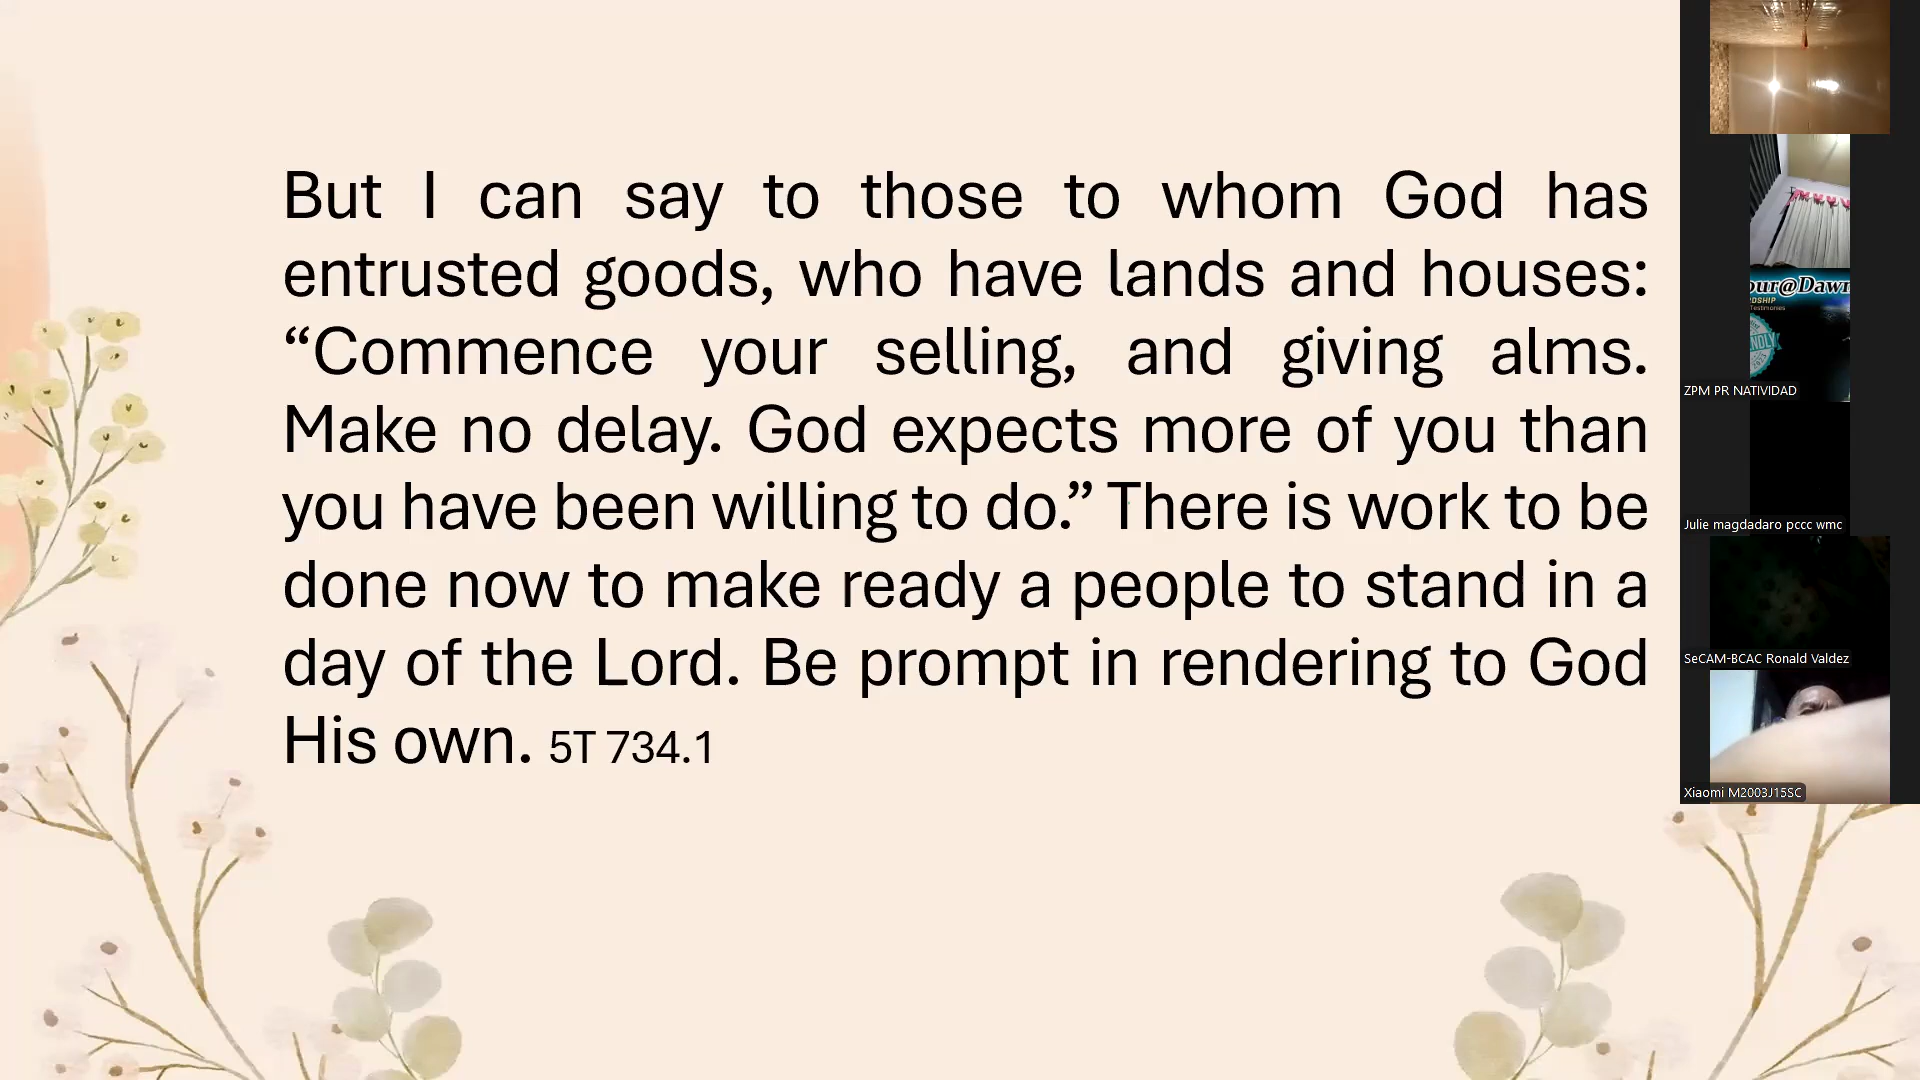 But I can say to those to whom God has
entrusted goods, who have lands and houses:
“Commence your selling, and giving alms.
Make no delay. God expects more of you than
you have been willing to do.” There is work to be
done now to make ready a people to stand in a
day of the Lord. Be prompt in rendering to God
His own. 5T 734.1
our@Dawn
ZPM PR NATIVIDAD
Julie magdadaro pccc wmc
SeCAM-BCAC Ronald Valdez
Xiaomi M2003J15SC